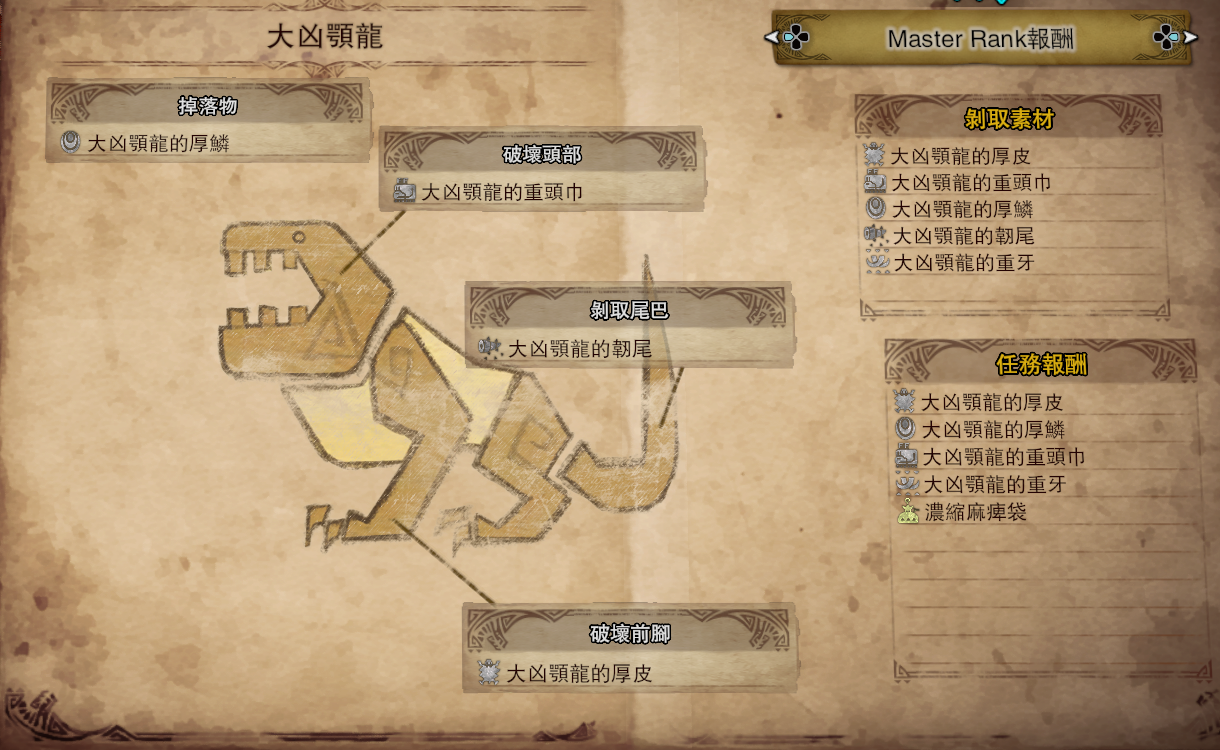 大凶顎龍
Master Rank報酬
掉落物
大凶顎龍的厚鱗
破壞頭部
大凶顎龍的重頭巾
剝取尾巴
大凶顎龍的韌尾
破壞前腳
大凶顎龍的厚皮
剝取素材
大凶顎龍的厚皮
大凶顎龍的重頭巾
大凶顎龍的厚鱗
大凶顎龍的韌尾
大凶顎龍的重牙
任務報酬
大凶顎龍的厚皮
大凶顎龍的厚鱗
大凶顎龍的重頭巾
大凶顎龍的重牙
濃縮麻痺袋